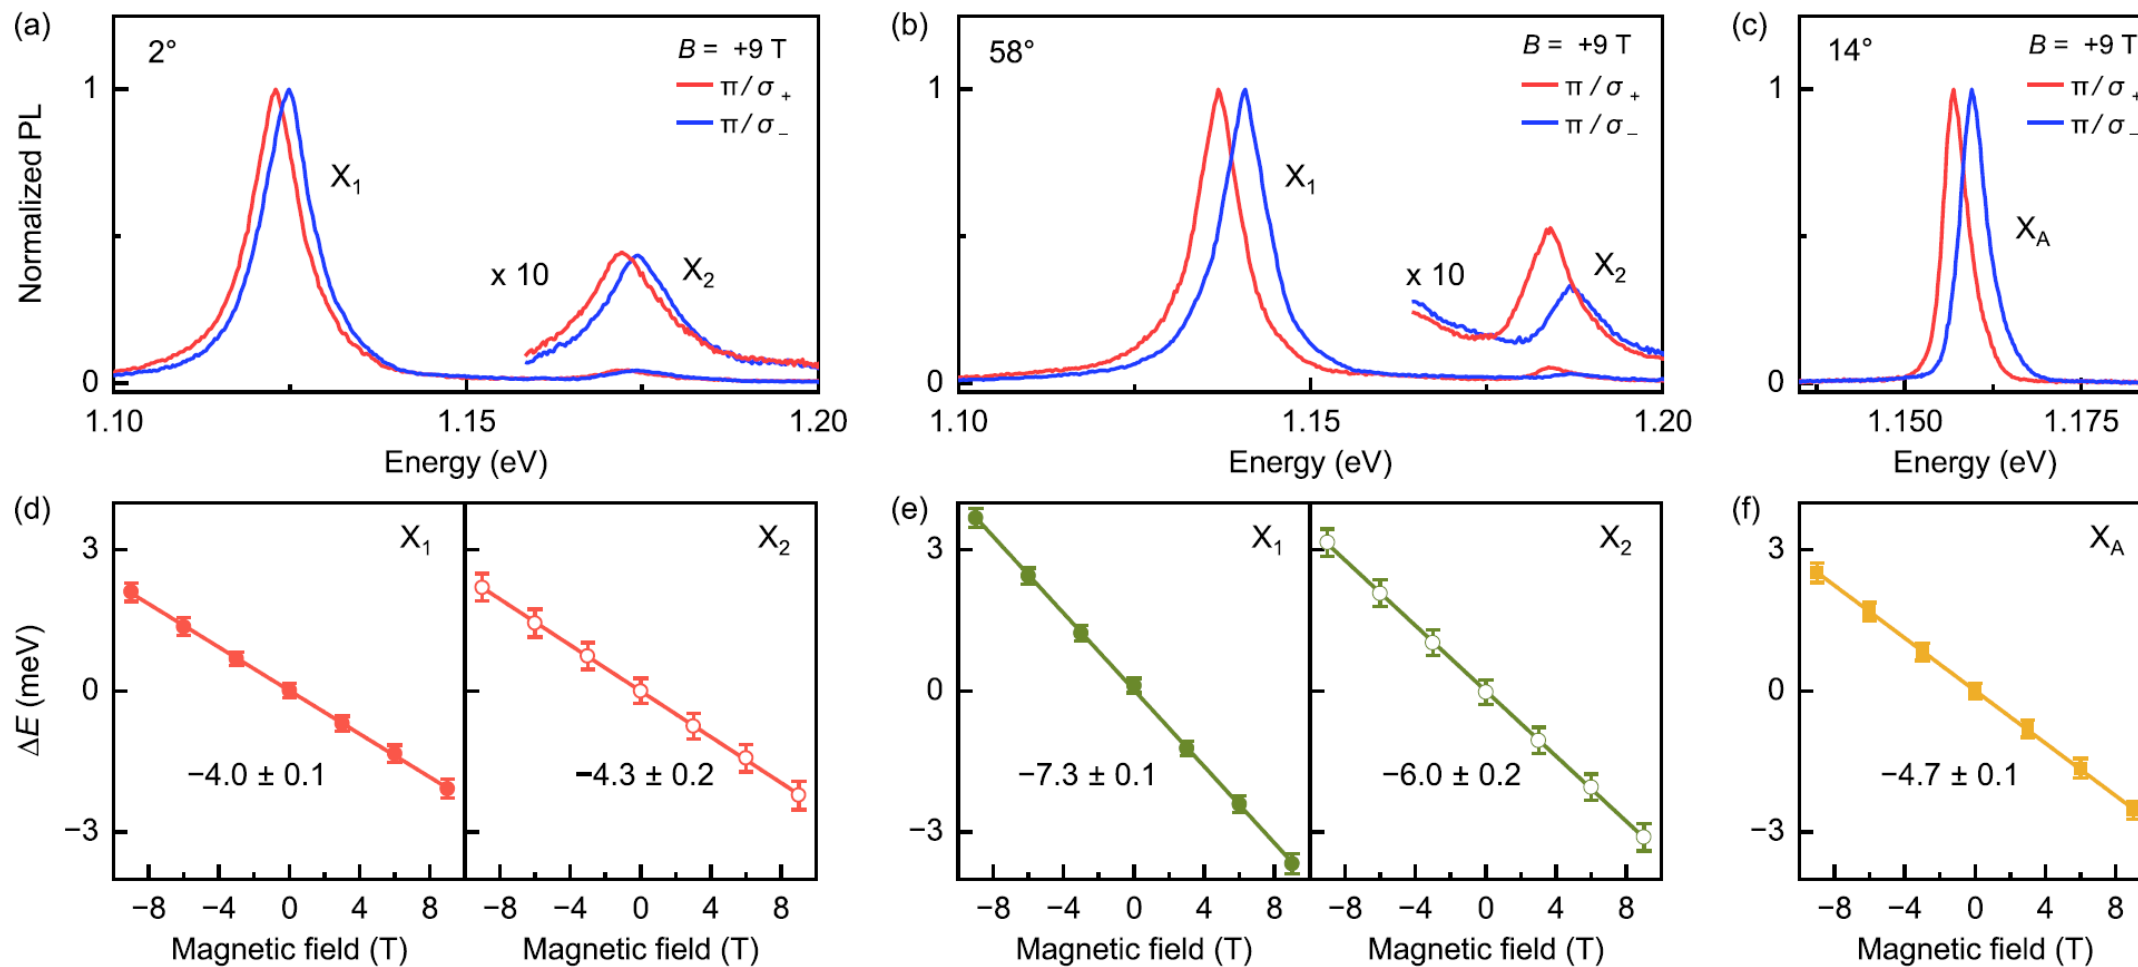 (a)
2°
B = +9 T
π/σ₊
π/σ₋
X₁
x 10
X₂
Normalized PL
1
0
1.10 1.15 1.20
Energy (eV)
(b)
58°
B = +9 T
π/σ₊
π/σ₋
X₁
x 10
X₂
1
0
1.10 1.15 1.20
Energy (eV)
(c)
14°
B = +9 T
π/σ₊
π/σ₋
X_A
1
0
1.150 1.175
Energy (eV)
(d)
X₁
X₂
ΔE (meV)
3
0
−3
−4.0 ± 0.1
−4.3 ± 0.2
−8 −4 0 4 8
−8 −4 0 4 8
Magnetic field (T)
Magnetic field (T)
(e)
X₁
X₂
3
0
−3
−7.3 ± 0.1
−6.0 ± 0.2
−8 −4 0 4 8
−8 −4 0 4 8
Magnetic field (T)
Magnetic field (T)
(f)
X_A
3
0
−3
−4.7 ± 0.1
−8 −4 0 4 8
Magnetic field (T)